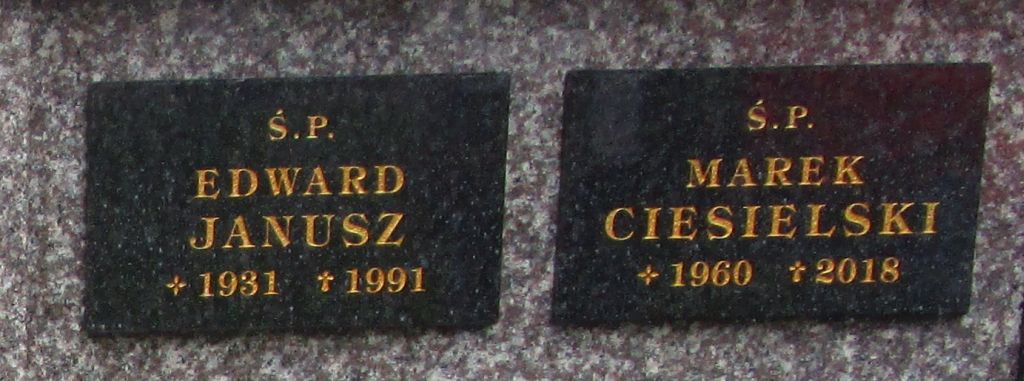 Ś.P.
EDWARD
JANUSZ
✧ 1931 ✝ 1991
Ś.P.
MAREK
CIESIELSKI
✧ 1960 ✝ 2018